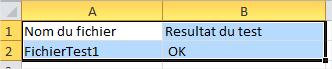 A B
1 Nom du fichier Resultat du test
2 FichierTest1 OK